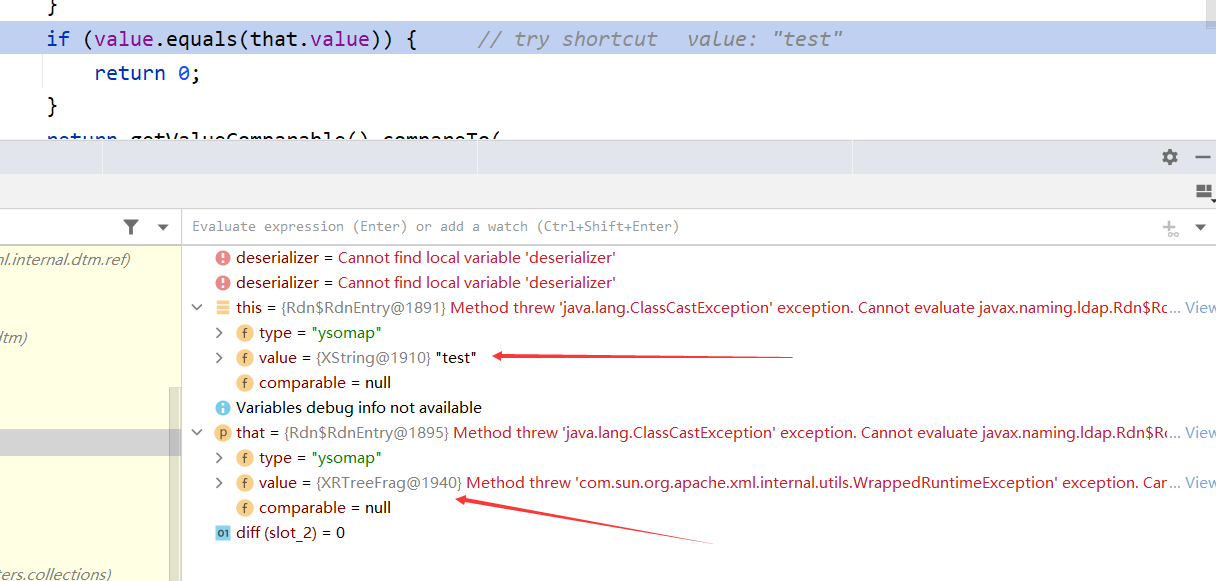 }
if (value.equals(that.value)) {     // try shortcut   value: "test"
return 0;
}
return getValueComparable().compareTo(
Evaluate expression (Enter) or add a watch (Ctrl+Shift+Enter)
nl.internal.dtm.ref)
deserializer = Cannot find local variable 'deserializer'
deserializer = Cannot find local variable 'deserializer'
this = {Rdn$RdnEntry@1891} Method threw 'java.lang.ClassCastException' exception. Cannot evaluate javax.naming.ldap.Rdn$Rc... View
dtm)
f type = "ysomap"
f value = {XString@1910} "test"
f comparable = null
Variables debug info not available
p that = {Rdn$RdnEntry@1895} Method threw 'java.lang.ClassCastException' exception. Cannot evaluate javax.naming.ldap.Rdn$Rc... View
f type = "ysomap"
f value = {XRTreeFrag@1940} Method threw 'com.sun.org.apache.xml.internal.utils.WrappedRuntimeException' exception. Car... View
f comparable = null
01 diff (slot_2) = 0
ters.collections)